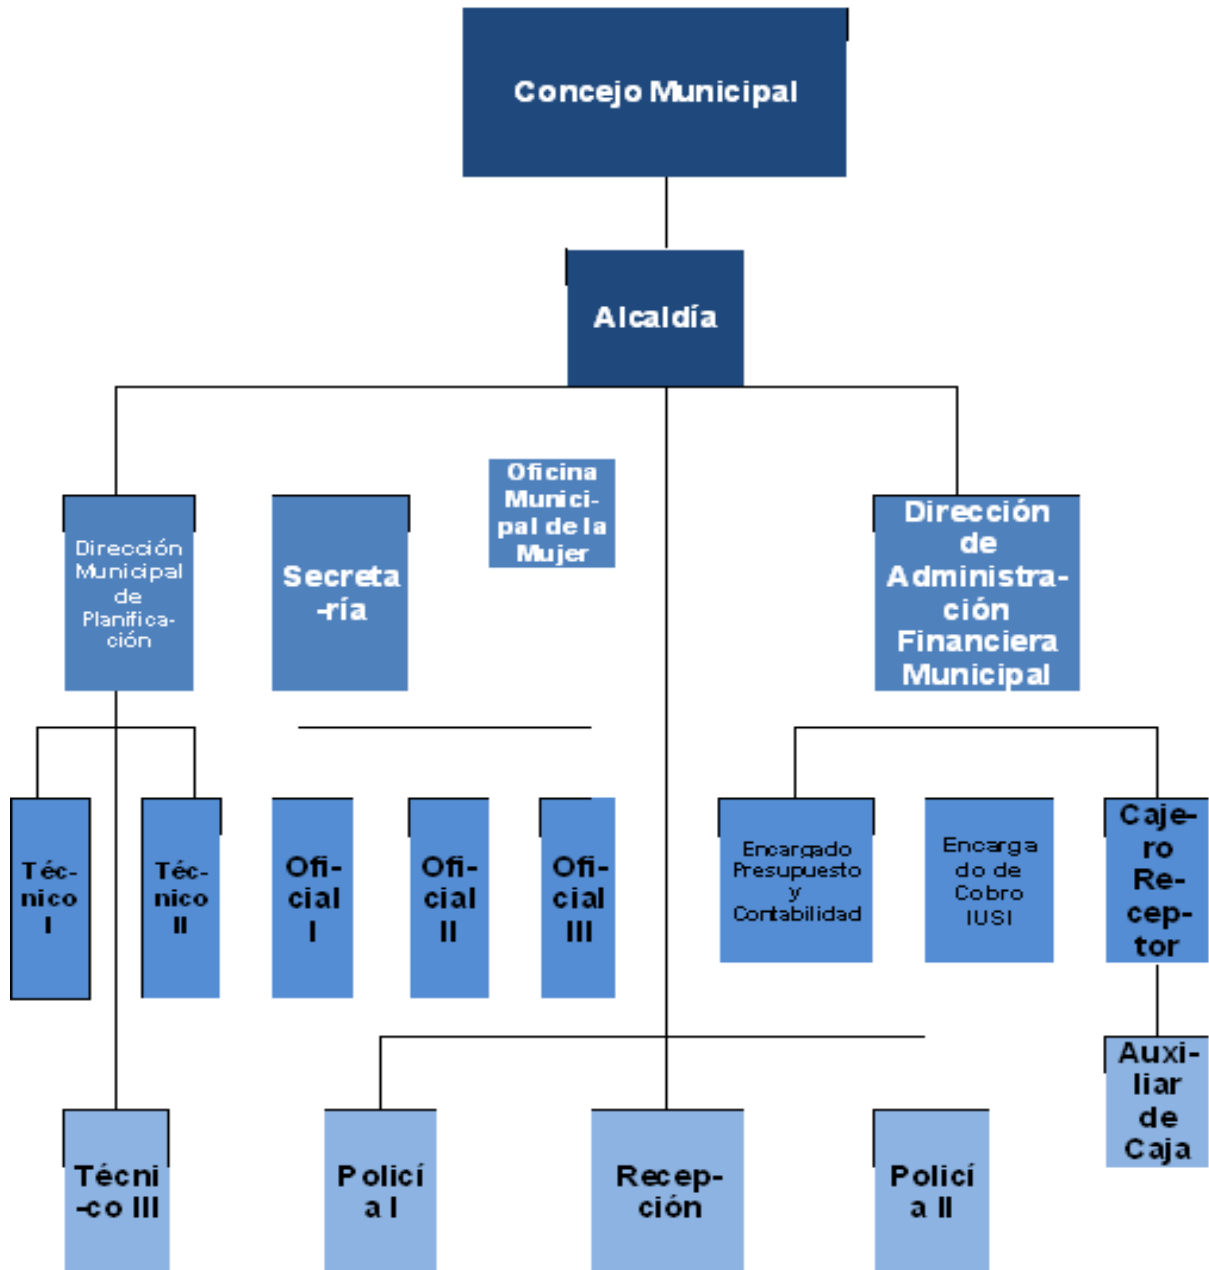 Concejo Municipal
Alcaldía
Dirección
Municipal
de
Planifica-
ción
Secreta
-ría
Oficina
Munici-
pal de la
Mujer
Dirección
de
Administra-
ción
Financiera
Municipal
Téc-
nico
I
Téc-
nico
II
Ofi-
cial
I
Ofi-
cial
II
Ofi-
cial
III
Encargado
Presupuesto
y
Contabilidad
Encarga
do de
Cobro
IUSI
Caje-
ro
Re-
cep-
tor
Auxi-
liar
de
Caja
Técni
-co III
Policí
a I
Recep-
ción
Policí
a II